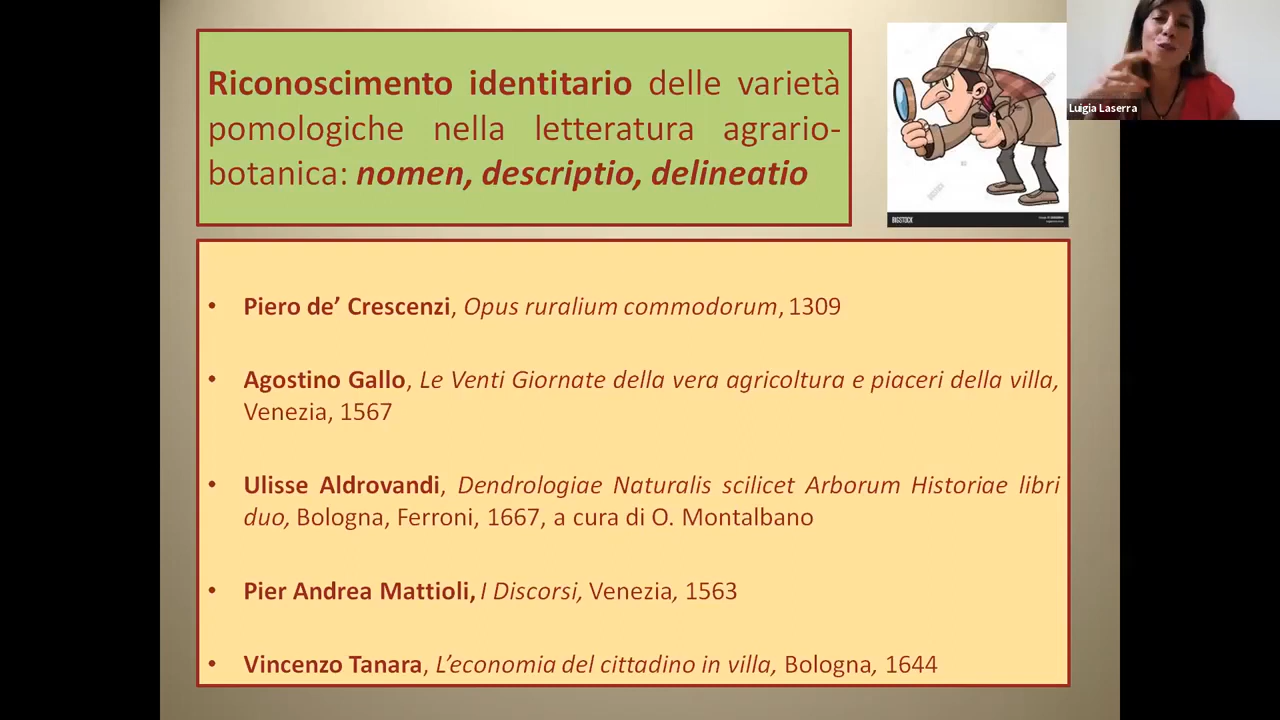 Riconoscimento identitario delle varietà
pomologiche nella letteratura agrario-
botanica: nomen, descriptio, delineatio
Luigia Laserra
BIGSTOCK
• Piero de’ Crescenzi, Opus ruralium commodorum, 1309
• Agostino Gallo, Le Venti Giornate della vera agricoltura e piaceri della villa,
Venezia, 1567
• Ulisse Aldrovandi, Dendrologiae Naturalis scilicet Arborum Historiae libri
duo, Bologna, Ferroni, 1667, a cura di O. Montalbano
• Pier Andrea Mattioli, I Discorsi, Venezia, 1563
• Vincenzo Tanara, L’economia del cittadino in villa, Bologna, 1644